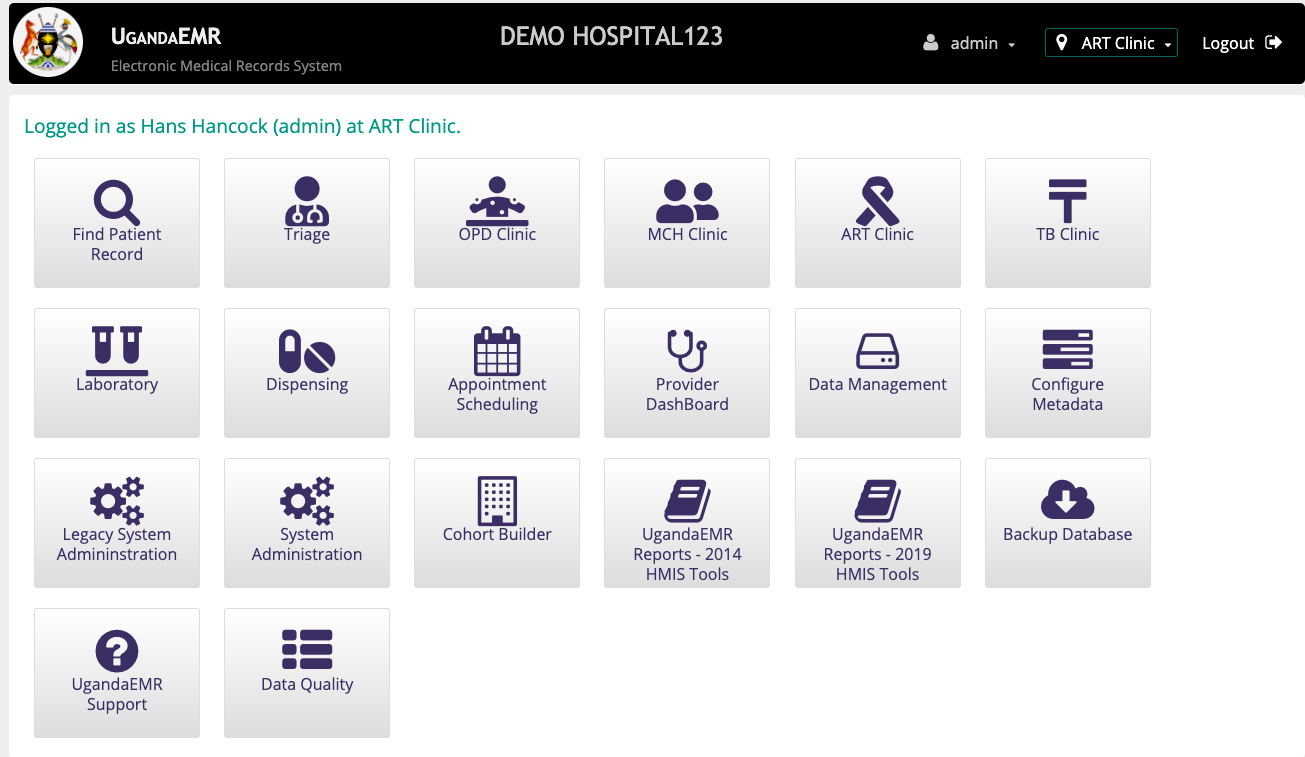 UGANDAEMR
Electronic Medical Records System
DEMO HOSPITAL123
admin
ART Clinic
Logout
Logged in as Hans Hancock (admin) at ART Clinic.
Find Patient
Record
Triage
OPD Clinic
MCH Clinic
ART Clinic
TB Clinic
Laboratory
Dispensing
Appointment
Scheduling
Provider
DashBoard
Data Management
Configure
Metadata
Legacy System
Admininstration
System
Administration
Cohort Builder
UgandaEMR
Reports - 2014
HMIS Tools
UgandaEMR
Reports - 2019
HMIS Tools
Backup Database
UgandaEMR
Support
Data Quality